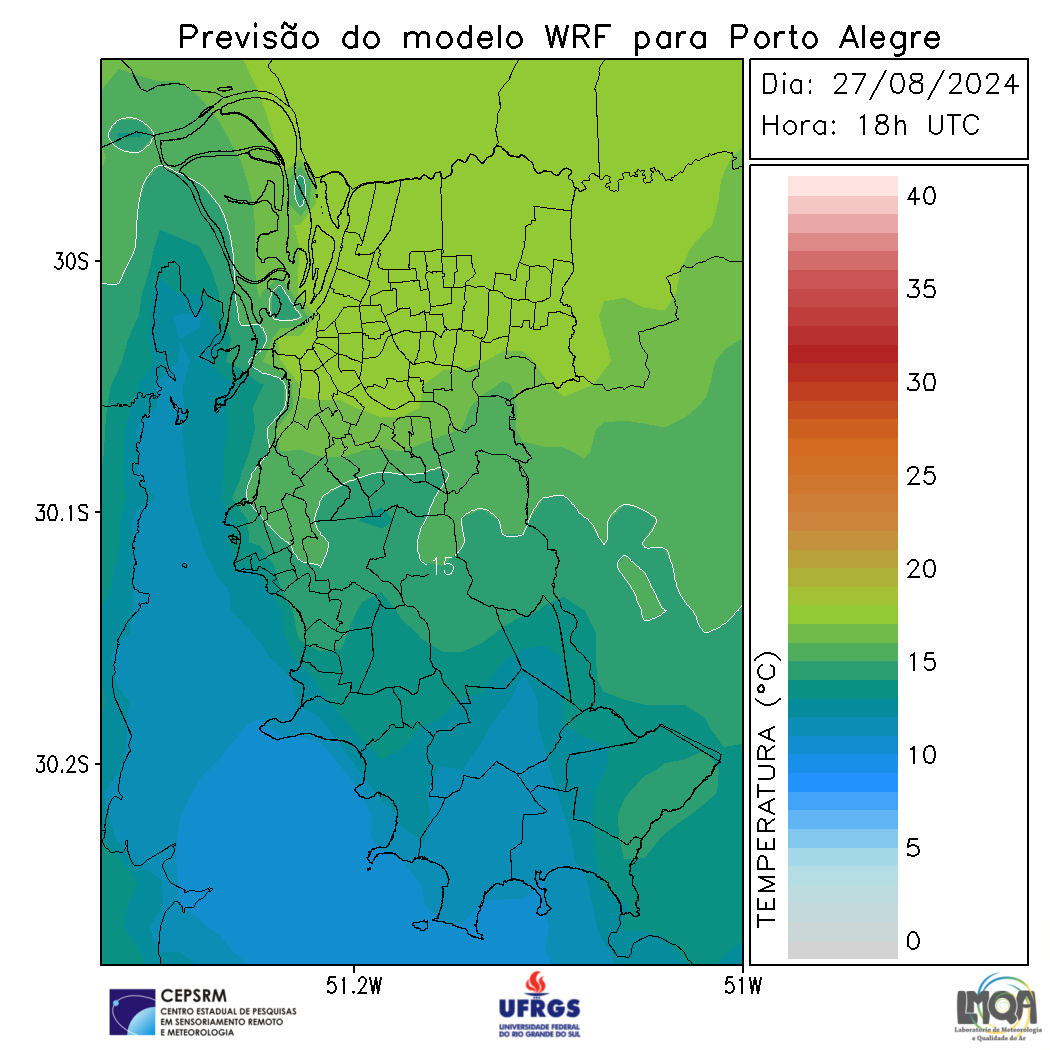 Previsão do modelo WRF para Porto Alegre
Dia: 27/08/2024
Hora: 18h UTC
30S
30.1S
30.2S
51.2W
51W
15
TEMPERATURA (°C)
40
35
30
25
20
15
10
5
0
CEPSRM
CENTRO ESTADUAL DE PESQUISAS
EM SENSORIAMENTO REMOTO
E METEOROLOGIA
UFRGS
UNIVERSIDADE FEDERAL
DO RIO GRANDE DO SUL
LMQA
Laboratório de Meteorologia
e Qualidade do Ar